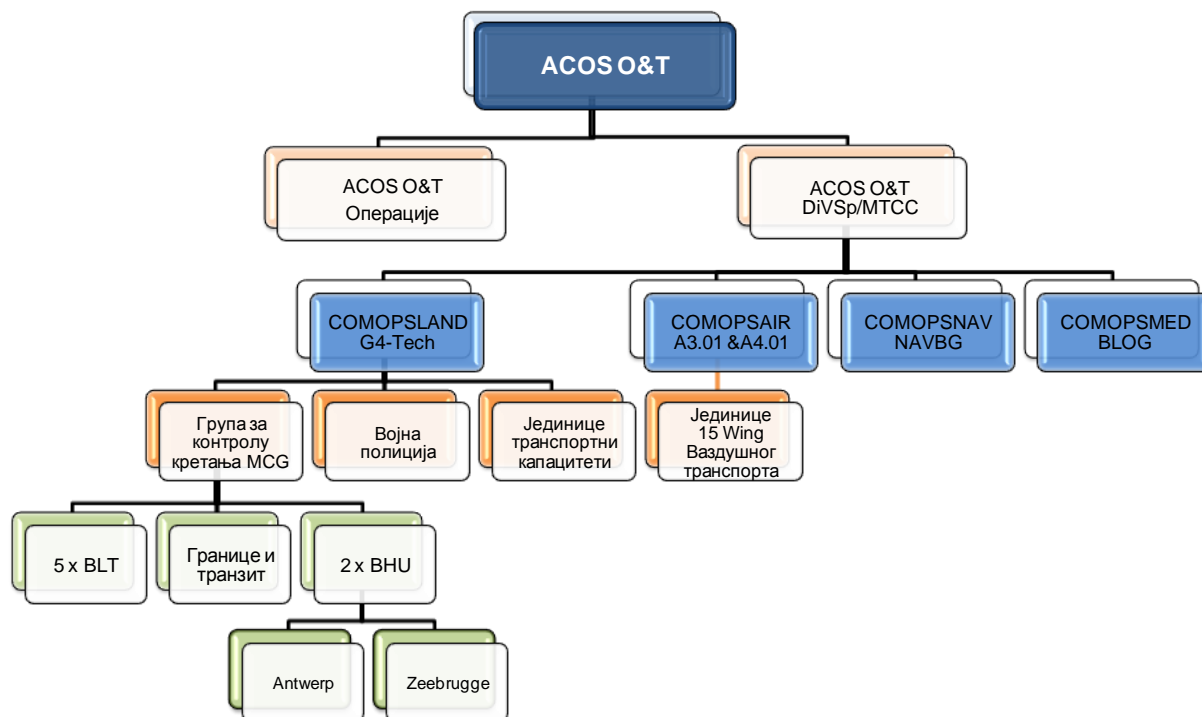 ACOS O&T
ACOS O&T
Операције
ACOS O&T
DiVSp/MTCC
COMOPSLAND
G4-Tech
COMOPSAIR
A3.01 &A4.01
COMOPSNAV
NAVBG
COMOPSMED
BLOG
Група за
контролу
кретања MCG
Војна
полиција
Јединице
транспортни
капацитети
Јединице
15 Wing
Ваздушног
транспорта
5 x BLT
Границе и
транзит
2 x BHU
Antwerp
Zeebrugge